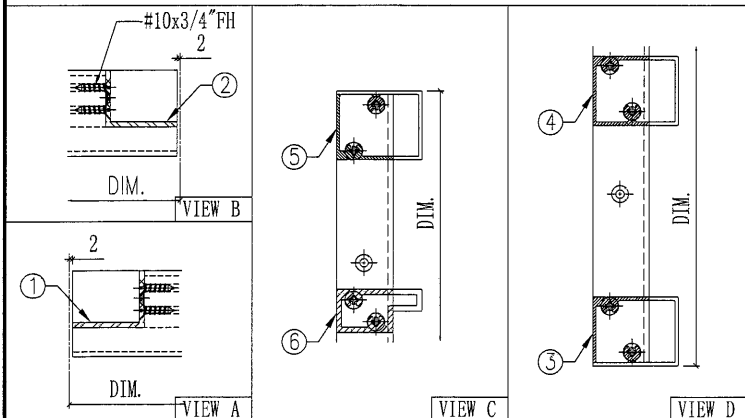 #10x3/4"FH
2
2
DIM.
VIEW B
2
1
DIM.
VIEW A
5
DIM.
6
VIEW C
4
DIM.
3
VIEW D